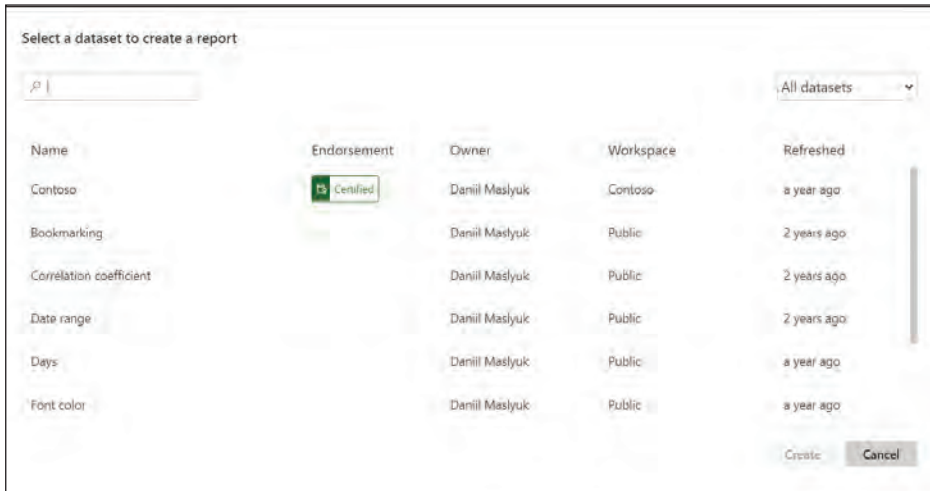 Select a dataset to create a report
All datasets
Name Endorsement Owner Workspace Refreshed
Contoso Certified Daniil Maslyuk Contoso a year ago
Bookmarking Daniil Maslyuk Public 2 years ago
Correlation coefficient Daniil Maslyuk Public 2 years ago
Date range Daniil Maslyuk Public 2 years ago
Days Daniil Maslyuk Public a year ago
Font color Daniil Maslyuk Public a year ago
Create Cancel